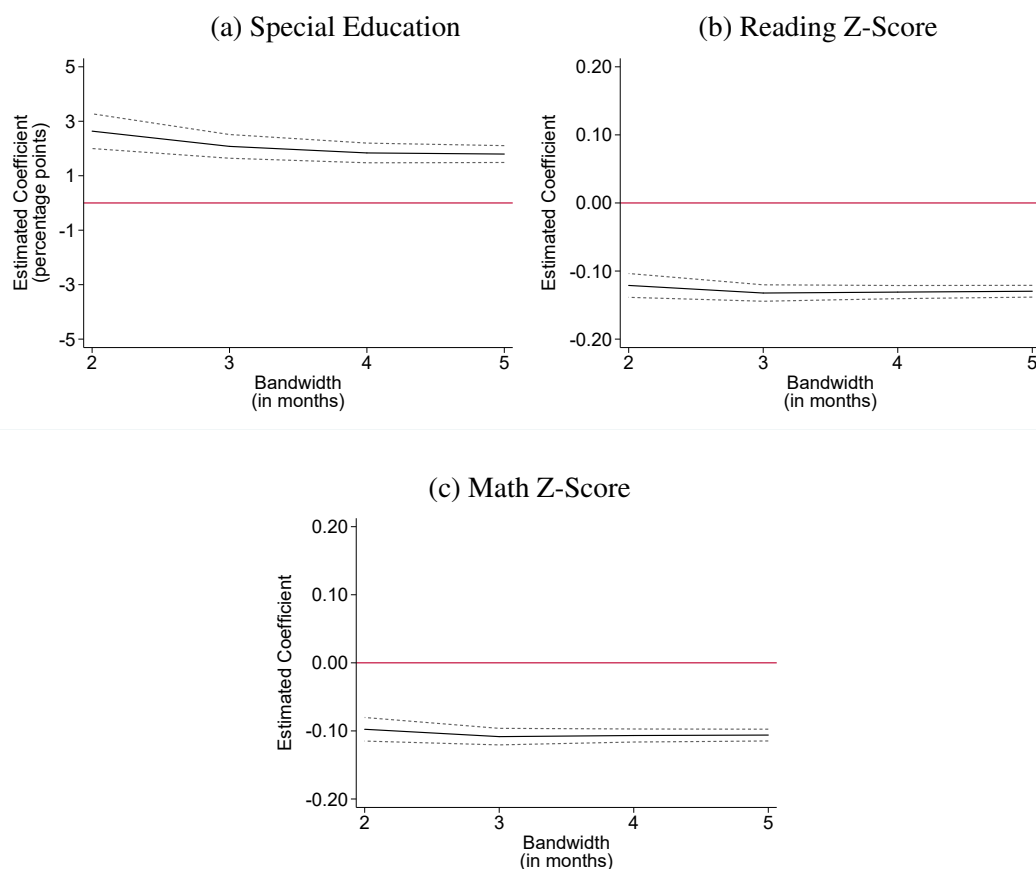 (a) Special Education
5
3
1
-1
-3
-5
Estimated Coefficient
(percentage points)
2 3 4 5
Bandwidth
(in months)
(b) Reading Z-Score
0.20
0.10
0.00
-0.10
-0.20
Estimated Coefficient
2 3 4 5
Bandwidth
(in months)
(c) Math Z-Score
0.20
0.10
0.00
-0.10
-0.20
Estimated Coefficient
2 3 4 5
Bandwidth
(in months)